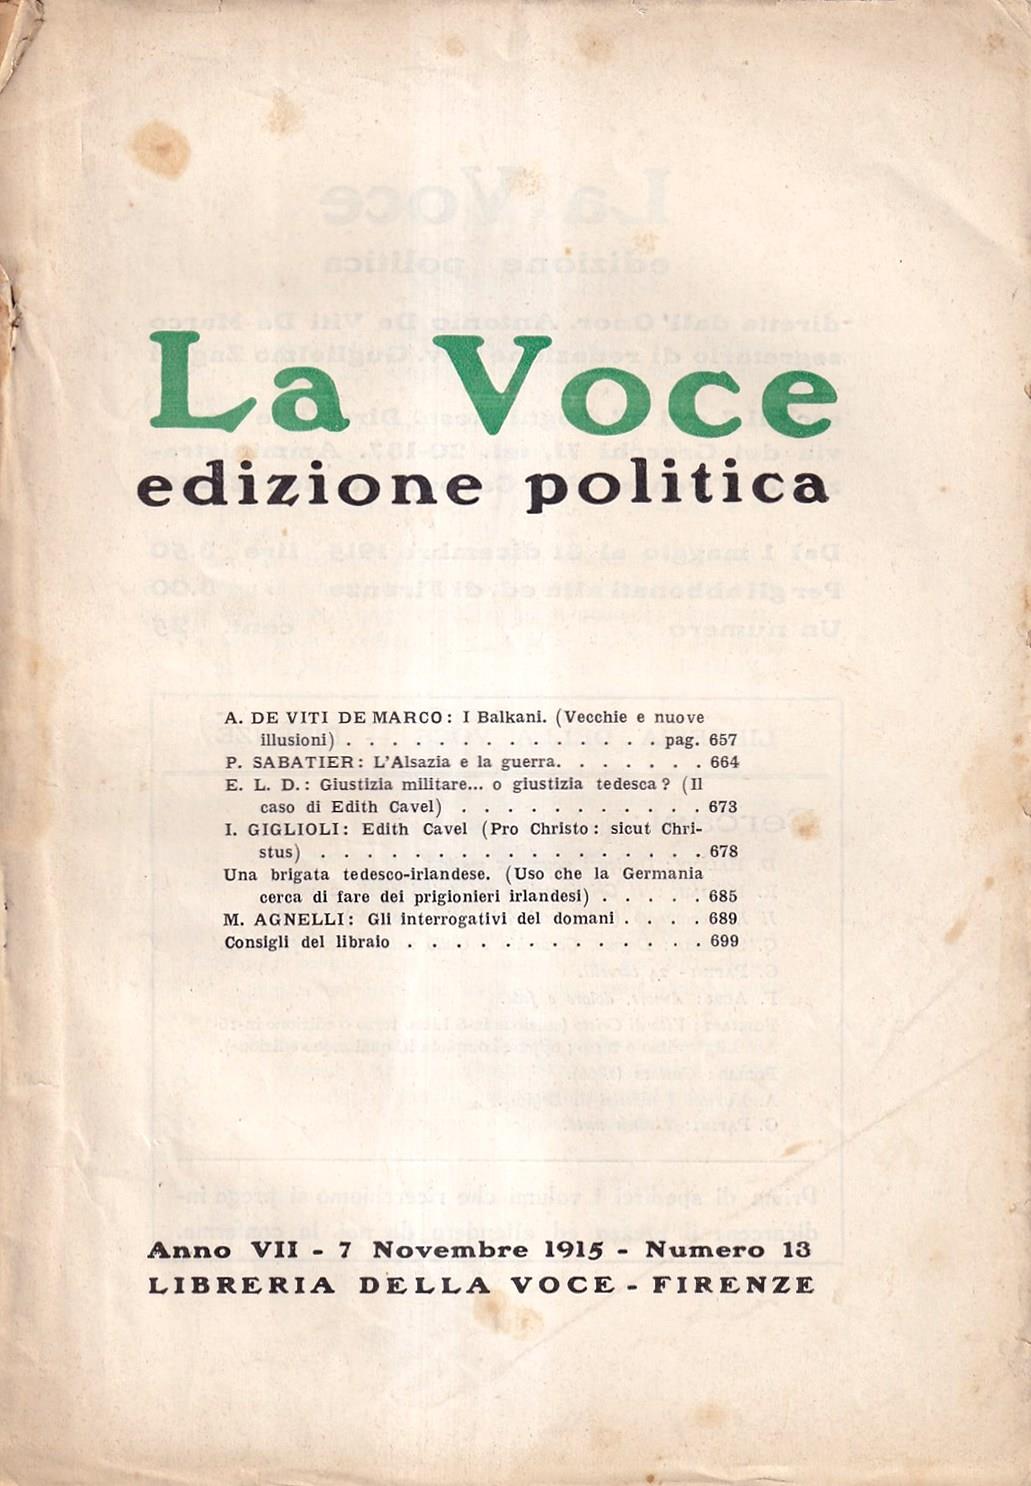 La Voce
edizione politica
A. DE VITI DE MARCO: I Balkani. (Vecchie e nuove
illusioni) . . . . . . . . . . . . . . pag. 657
P. SABATIER: L'Alsazia e la guerra. . . . . . . 664
E. L. D.: Giustizia militare... o giustizia tedesca? (Il
caso di Edith Cavel) . . . . . . . . . . . 673
I. GIGLIOLI: Edith Cavel (Pro Christo: sicut Chri-
stus) . . . . . . . . . . . . . . . . . 678
Una brigata tedesco-irlandese. (Uso che la Germania
cerca di fare dei prigionieri irlandesi) . . . . . 685
M. AGNELLI: Gli interrogativi del domani . . . . 689
Consigli del libraio . . . . . . . . . . . . . 699
Anno VII - 7 Novembre 1915 - Numero 13
LIBRERIA DELLA VOCE - FIRENZE